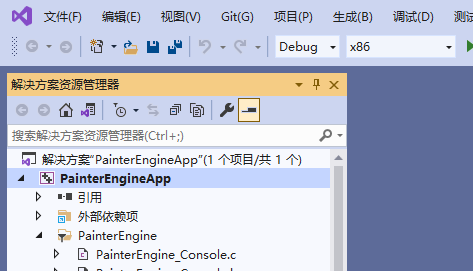 文件(F) 编辑(E) 视图(V) Git(G) 项目(P) 生成(B) 调试(D)
Debug x86
解决方案资源管理器
搜索解决方案资源管理器(Ctrl+;)
解决方案"PainterEngineApp"(1 个项目/共 1 个)
PainterEngineApp
引用
外部依赖项
PainterEngine
PainterEngine_Console.c